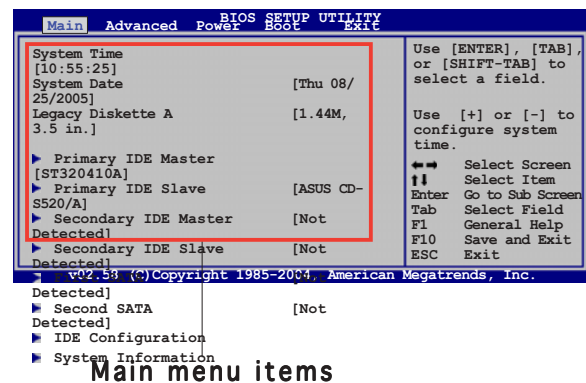 BIOS SETUP UTILITY
Main Advanced Power Boot Exit
System Time
[10:55:25]
System Date [Thu 08/
25/2005]
Legacy Diskette A [1.44M,
3.5 in.]
Primary IDE Master
[ST320410A]
Primary IDE Slave [ASUS CD-
S520/A]
Secondary IDE Master [Not
Detected]
Secondary IDE Slave [Not
Detected]
Detected]
Second SATA [Not
Detected]
IDE Configuration
System Information
Use [ENTER], [TAB],
or [SHIFT-TAB] to
select a field.
Use [+] or [-] to
configure system
time.
Select Screen
Select Item
Enter Go to Sub Screen
Tab Select Field
F1 General Help
F10 Save and Exit
ESC Exit
v02.58 (C)Copyright 1985-2004, American Megatrends, Inc.
Main menu items